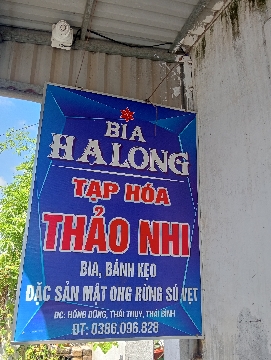 BIA
HALONG
TẠP HÓA
THẢO NHI
BIA, BÁNH KẸO
ĐẶC SẢN MẬT ONG RỪNG SÚ VẸT
ĐC: HỒNG DŨNG, THÁI THỤY, THÁI BÌNH
ĐT: 0386.096.828